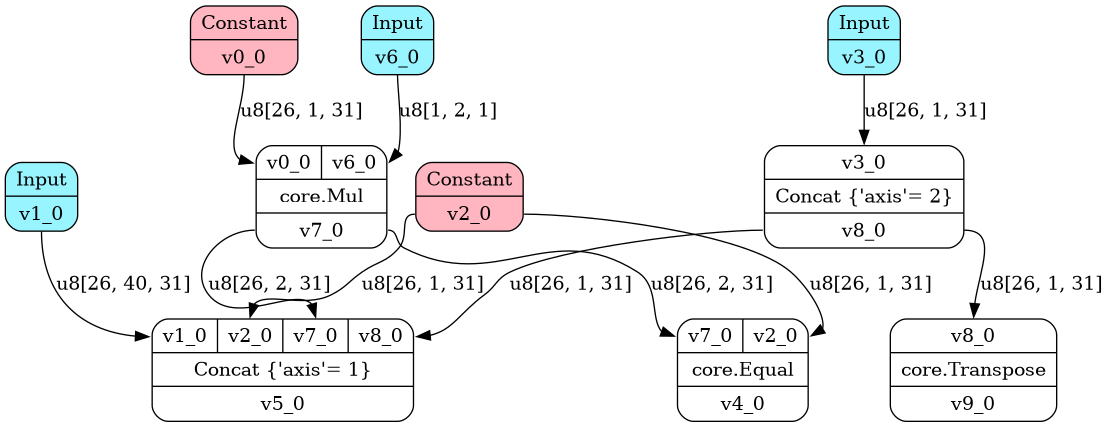 Constant
v0_0
Input
v6_0
Input
v3_0
u8[26, 1, 31]
u8[1, 2, 1]
u8[26, 1, 31]
Input
v1_0
v0_0 v6_0
core.Mul
v7_0
Constant
v2_0
v3_0
Concat {'axis'= 2}
v8_0
u8[26, 40, 31]
u8[26, 2, 31]
u8[26, 1, 31]
u8[26, 1, 31]
u8[26, 2, 31]
u8[26, 1, 31]
u8[26, 1, 31]
v1_0 v2_0 v7_0 v8_0
Concat {'axis'= 1}
v5_0
v7_0 v2_0
core.Equal
v4_0
v8_0
core.Transpose
v9_0